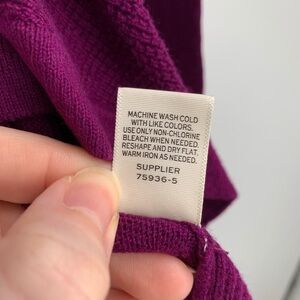 MACHINE WASH COLD
WITH LIKE COLORS.
USE ONLY NON-CHLORINE
BLEACH WHEN NEEDED.
RESHAPE AND DRY FLAT.
WARM IRON AS NEEDED.
SUPPLIER
75936-5